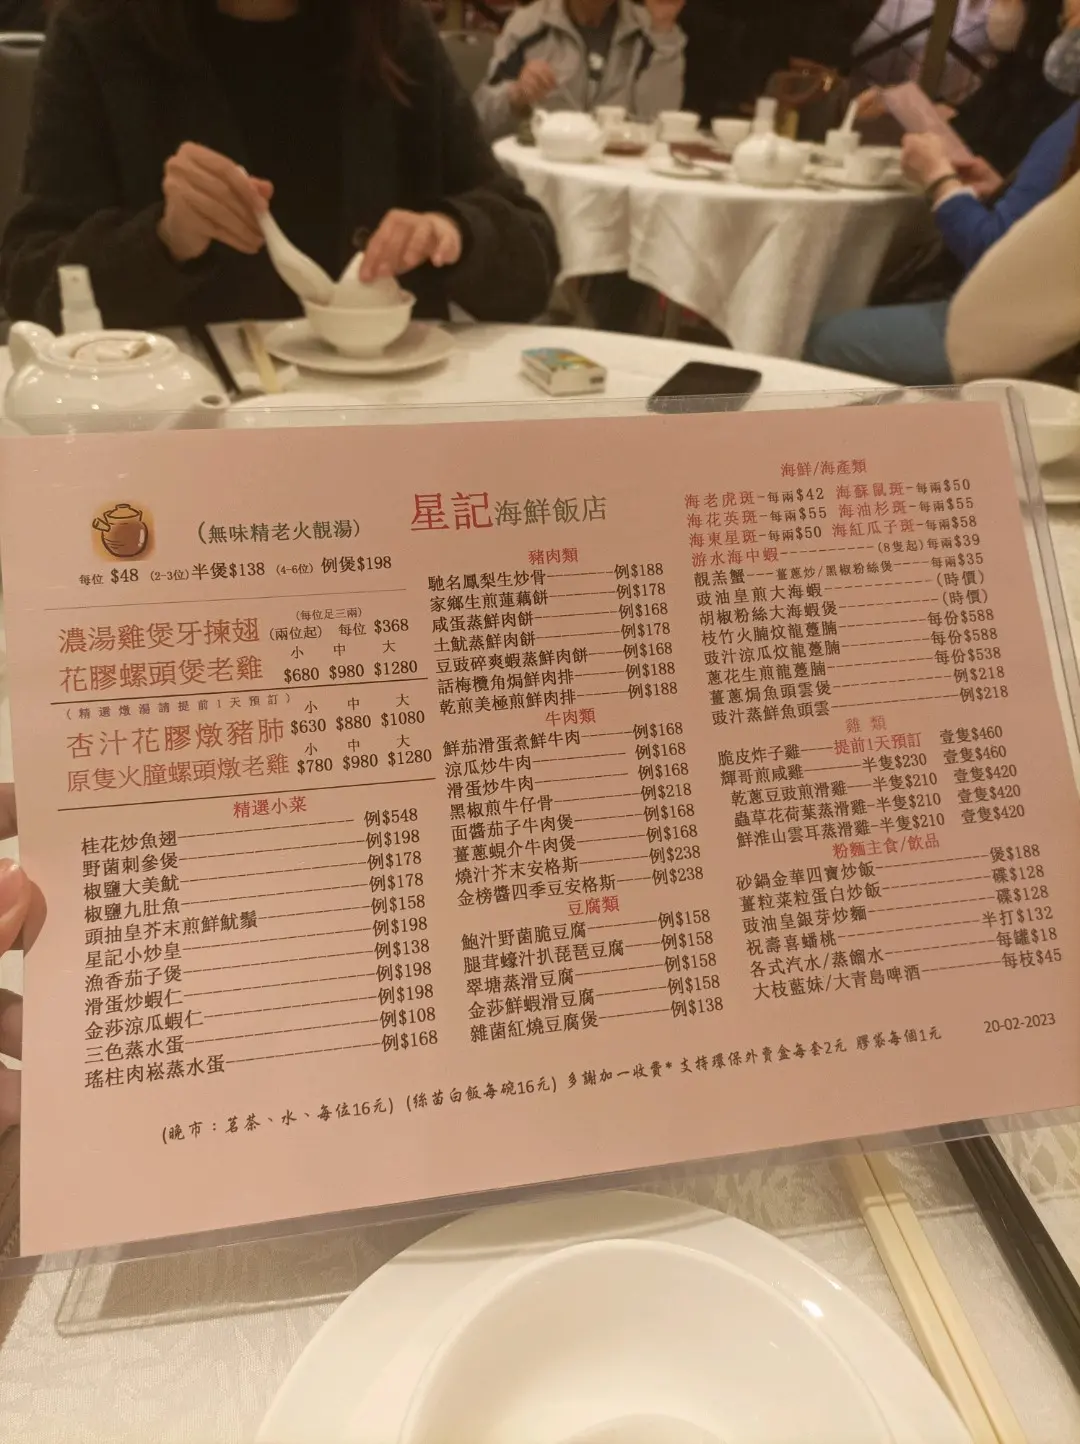 星記海鮮飯店
(無味精老火靚湯)
每位 $48 (2-3位)半煲$138 (4-6位) 例煲$198
(每位足三兩)
濃湯雞煲牙揀翅 (兩位起) 每位 $368
小 中 大
花膠螺頭煲老雞 $680 $980 $1280
(精選燉湯請提前1天預訂)
小 中 大
杏汁花膠燉豬肺 $630 $880 $1080
小 中 大
原隻火膧螺頭燉老雞 $780 $980 $1280
精選小菜
桂花炒魚翅 例$548
野菌刺參煲 例$198
椒鹽大美魷 例$178
椒鹽九肚魚 例$178
頭抽皇芥末煎鮮魷鬚 例$158
星記小炒皇 例$198
漁香茄子煲 例$138
滑蛋炒蝦仁 例$198
金莎涼瓜蝦仁 例$198
三色蒸水蛋 例$108
瑤柱肉崧蒸水蛋 例$168
豬肉類
馳名鳳梨生炒骨 例$188
家鄉生煎蓮藕餅 例$178
咸蛋蒸鮮肉餅 例$168
土魷蒸鮮肉餅 例$178
豆豉碎爽蝦蒸鮮肉餅 例$168
話梅欖角焗鮮肉排 例$188
乾煎美極煎鮮肉排 例$188
牛肉類
鮮茄滑蛋煮鮮牛肉 例$168
涼瓜炒牛肉 例$168
滑蛋炒牛肉 例$168
黑椒煎牛仔骨 例$218
面醬茄子牛肉煲 例$168
薑蔥蜆介牛肉煲 例$168
燒汁芥末安格斯 例$238
金榜醬四季豆安格斯 例$238
豆腐類
鮑汁野菌脆豆腐 例$158
腿茸蠔汁扒琵琶豆腐 例$158
翠塘蒸滑豆腐 例$158
金莎鮮蝦滑豆腐 例$158
雜菌紅燒豆腐煲 例$138
海鮮/海產類
海老虎斑-每兩$42 海蘇鼠斑-每兩$50
海花英斑-每兩$55 海油杉斑-每兩$55
海東星斑-每兩$50 海紅瓜子斑-每兩$58
游水海中蝦 (8隻起)每兩$39
靚羔蟹---薑蔥炒/黑椒粉絲煲 每兩$35
豉油皇煎大海蝦 (時價)
胡椒粉絲大海蝦煲 (時價)
枝竹火腩炆龍躉腩 每份$588
豉汁涼瓜炆龍躉腩 每份$588
蔥花生煎龍躉腩 每份$538
薑蔥焗魚頭雲煲 例$218
豉汁蒸鮮魚頭雲 例$218
雞 類
脆皮炸子雞 提前1天預訂 壹隻$460
輝哥煎咸雞 半隻$230 壹隻$460
乾蔥豆豉煎滑雞 半隻$210 壹隻$420
蟲草花荷葉蒸滑雞-半隻$210 壹隻$420
鮮淮山雲耳蒸滑雞-半隻$210 壹隻$420
粉麵主食/飲品
砂鍋金華四寶炒飯 煲$188
薑粒菜粒蛋白炒飯 碟$128
豉油皇銀芽炒麵 碟$128
祝壽喜蟠桃 半打$132
各式汽水/蒸餾水 每罐$18
大枝藍妹/大青島啤酒 每枝$45
20-02-2023
(晚市：茗茶、水、每位16元) (絲苗白飯每碗16元) 多謝加一收費* 支持環保外賣盒每套2元 膠袋每個1元